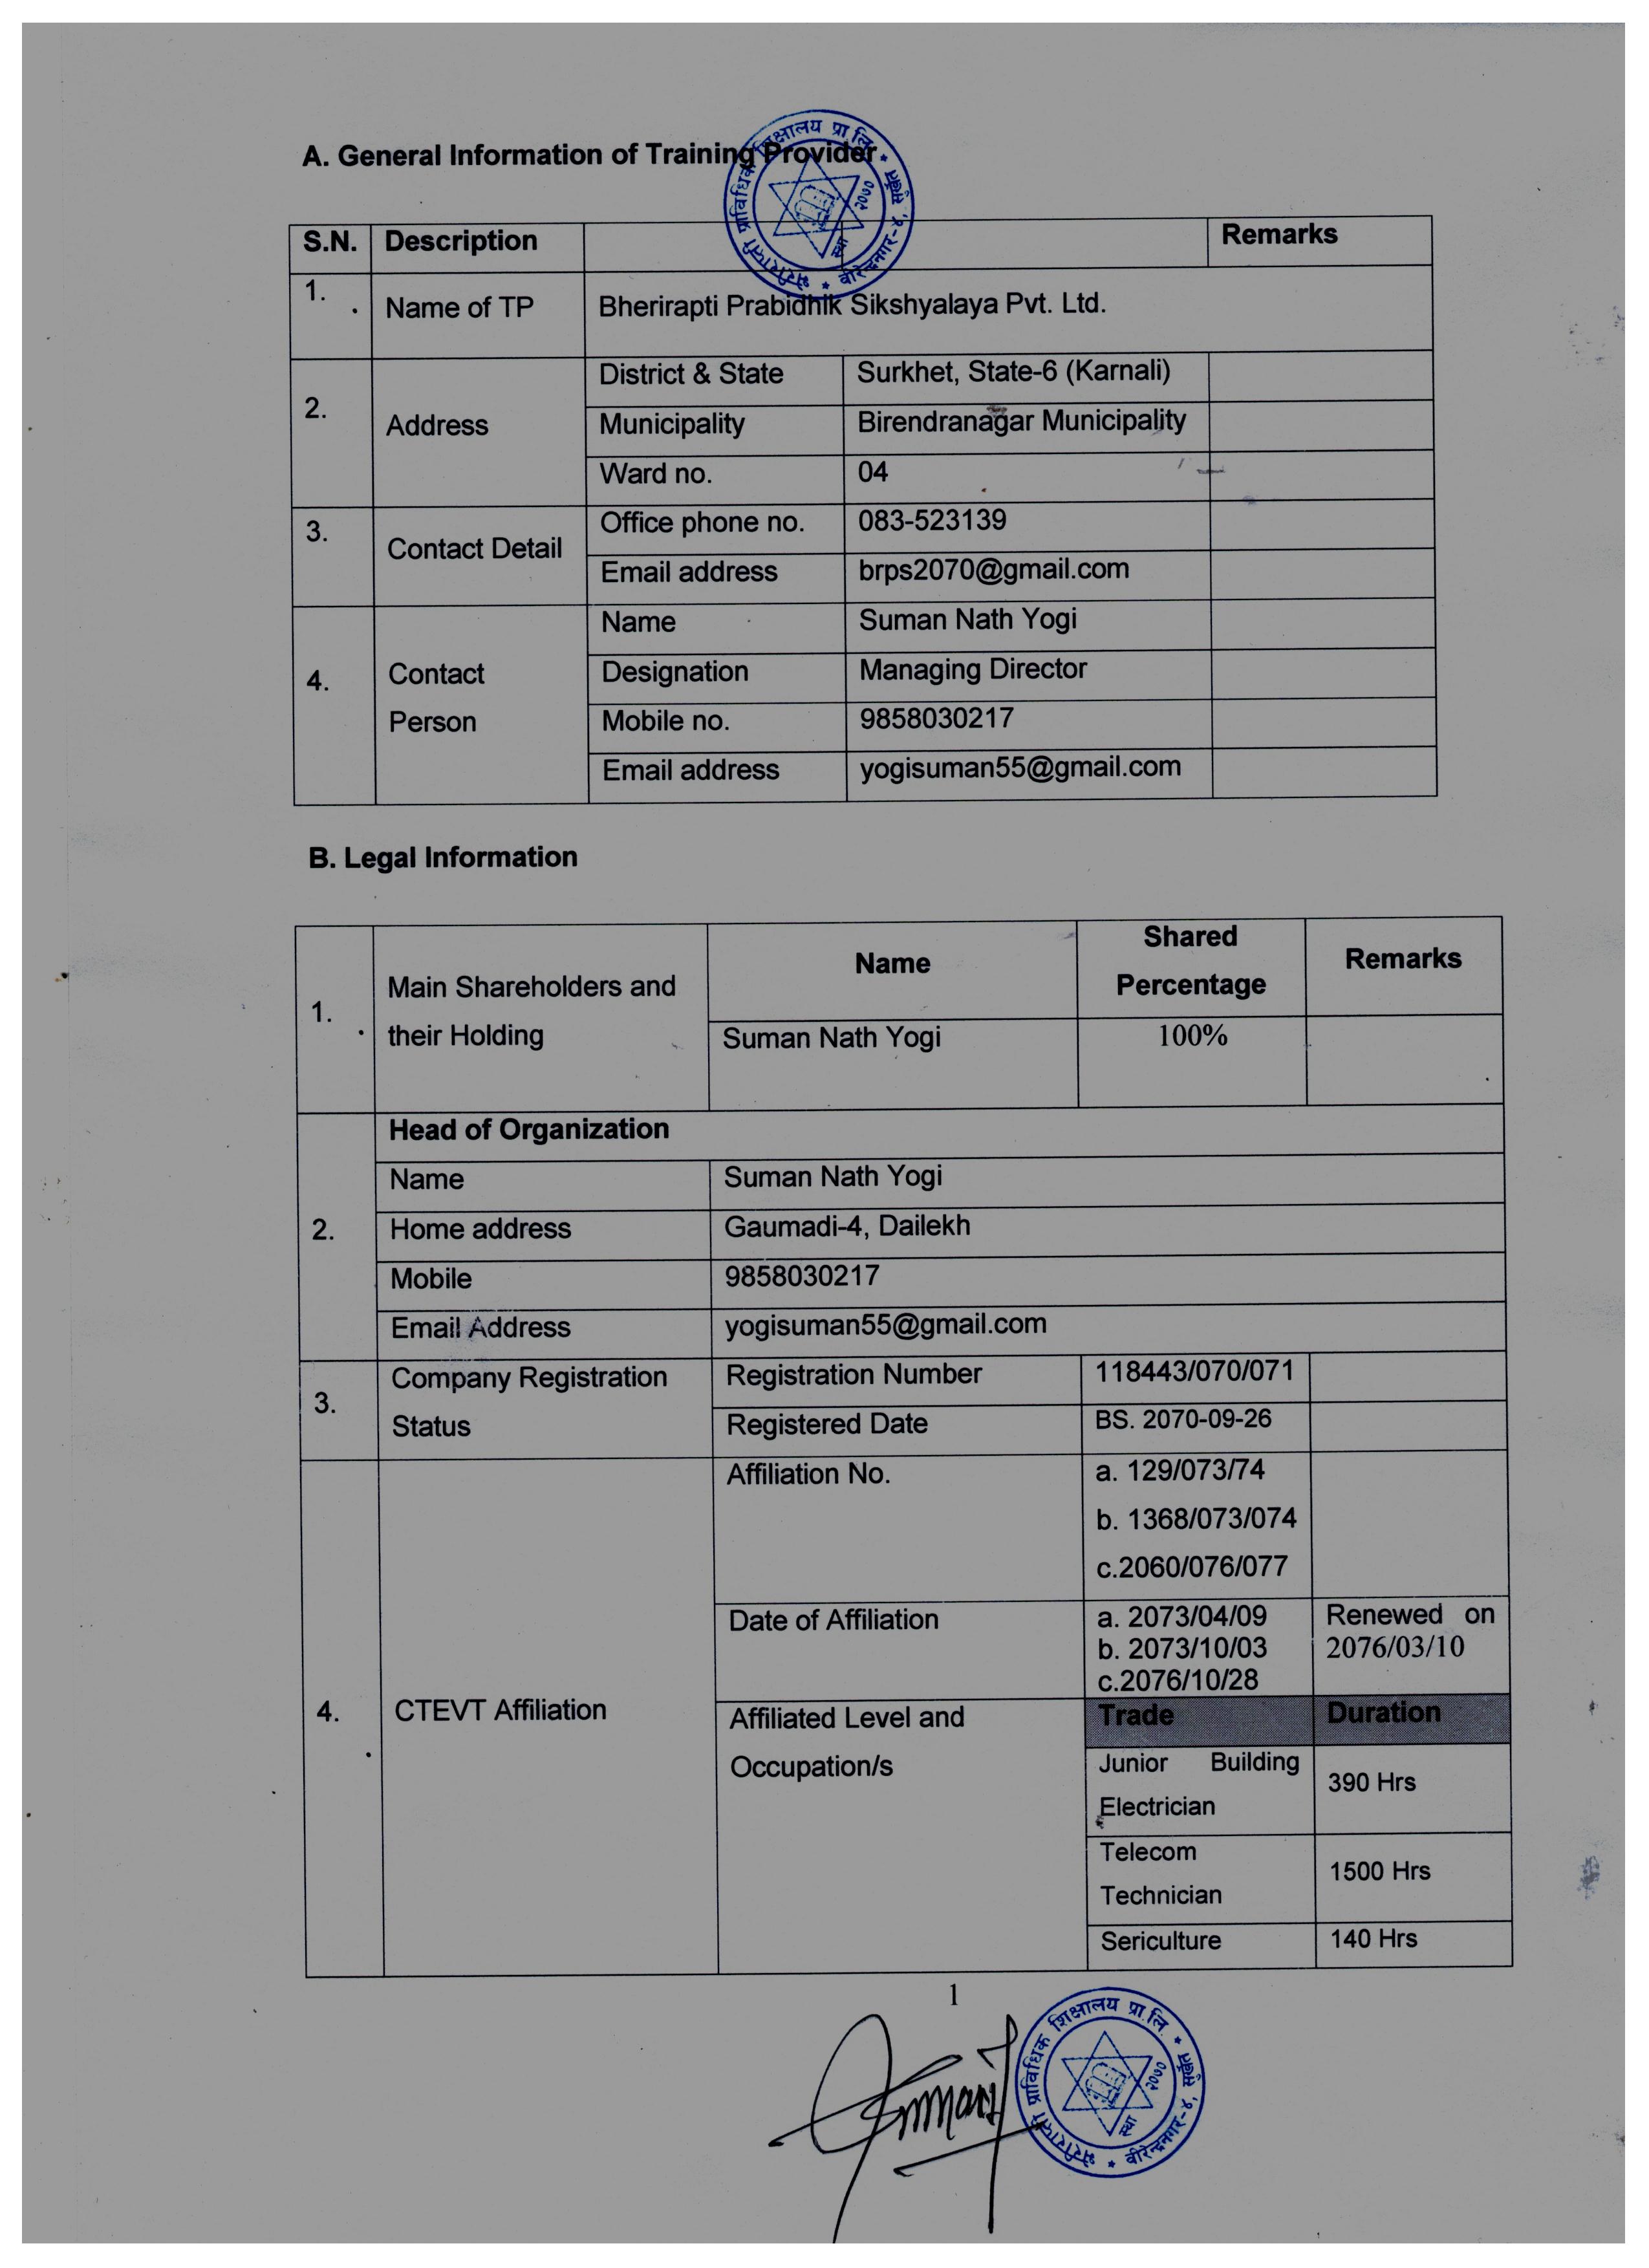 A. General Information of Training Provider
भेरीराप्ती प्राविधिक शिक्षालय प्रा.लि. * वीरेन्द्रनगर-४, सुर्खेत *
स्था २०७०
S.N. Description Remarks
1. Name of TP Bherirapti Prabidhik Sikshyalaya Pvt. Ltd.
District & State Surkhet, State-6 (Karnali)
2. Address Municipality Birendranagar Municipality
Ward no. 04
3. Contact Detail Office phone no. 083-523139
Email address brps2070@gmail.com
Name Suman Nath Yogi
4. Contact Designation Managing Director
Person Mobile no. 9858030217
Email address yogisuman55@gmail.com
B. Legal Information
1. Main Shareholders and Name Shared Remarks
Percentage
their Holding Suman Nath Yogi 100%
Head of Organization
Name Suman Nath Yogi
2. Home address Gaumadi-4, Dailekh
Mobile 9858030217
Email Address yogisuman55@gmail.com
3. Company Registration Registration Number 118443/070/071
Status Registered Date BS. 2070-09-26
Affiliation No. a. 129/073/74
b. 1368/073/074
c.2060/076/077
Date of Affiliation a. 2073/04/09 Renewed on
b. 2073/10/03 2076/03/10
c.2076/10/28
4. CTEVT Affiliation Affiliated Level and Trade Duration
Occupation/s Junior Building
Electrician 390 Hrs
Telecom
Technician 1500 Hrs
Sericulture 140 Hrs
1
भेरीराप्ती प्राविधिक शिक्षालय प्रा.लि. * वीरेन्द्रनगर-४, सुर्खेत *
स्था २०७०